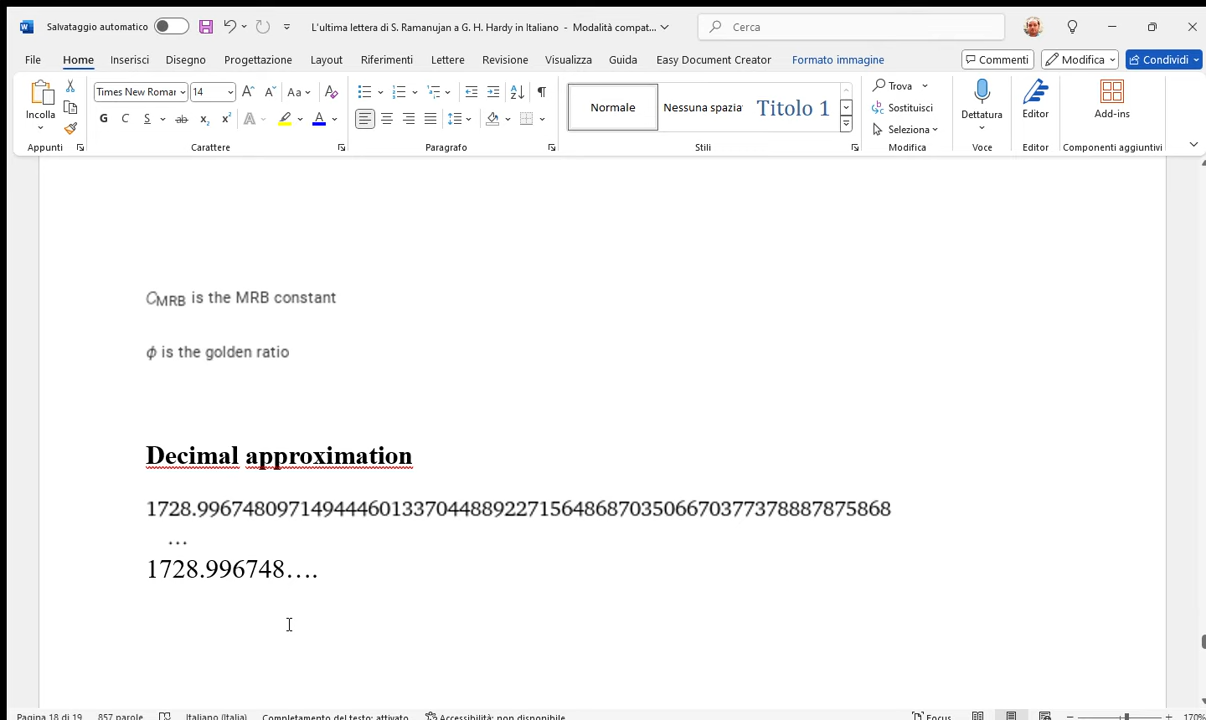 Salvataggio automatico
L'ultima lettera di S. Ramanujan a G. H. Hardy in Italiano - Modalità compat...
Cerca
File Home Inserisci Disegno Progettazione Layout Riferimenti Lettere Revisione Visualizza Guida Easy Document Creator Formato immagine
Commenti Modifica Condividi
Incolla
Times New Roman 14
Aa
G C S ab x₂ x² A A
Normale Nessuna spazia Titolo 1
Trova
Sostituisci
Seleziona
Dettatura
Editor
Add-ins
Appunti Carattere Paragrafo Stili Modifica Voce Editor Componenti aggiuntivi
C_MRB is the MRB constant
ϕ is the golden ratio
Decimal approximation
1728.9967480971494446013370448892271564868703506670377378887875868
...
1728.996748….
Pagina 18 di 19 857 parole Italiano (Italia) Completamento del testo: attivato Accessibilità: non disponibile Focus 170%